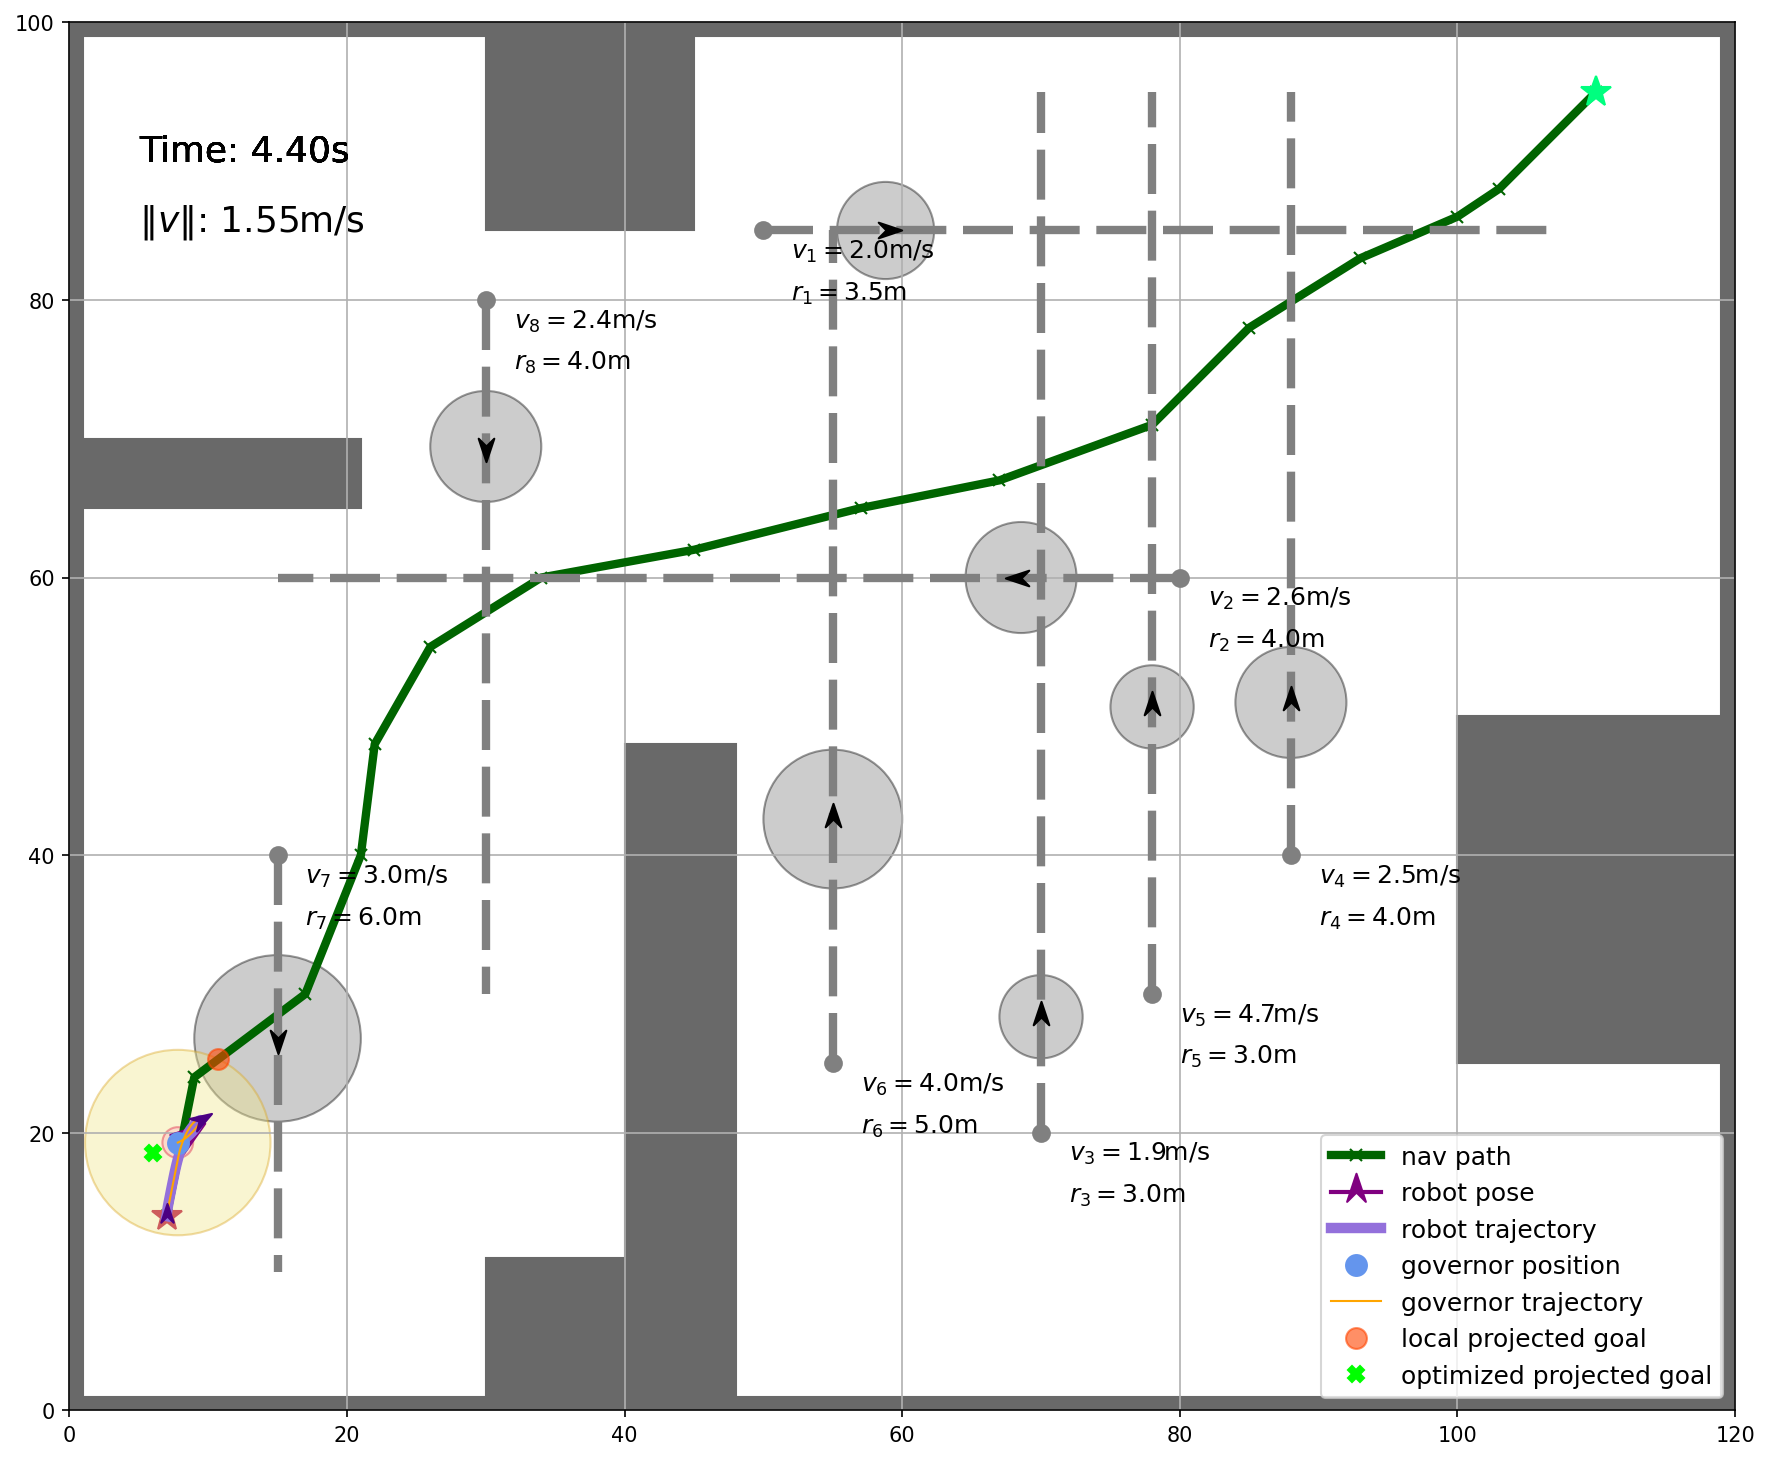 100
80
60
40
20
0
0
20
40
60
80
100
120
Time: 4.40s
‖v‖: 1.55m/s
v₁ = 2.0m/s
r₁ = 3.5m
v₈ = 2.4m/s
r₈ = 4.0m
v₂ = 2.6m/s
r₂ = 4.0m
v₇ = 3.0m/s
r₇ = 6.0m
v₄ = 2.5m/s
r₄ = 4.0m
v₅ = 4.7m/s
r₅ = 3.0m
v₆ = 4.0m/s
r₆ = 5.0m
v₃ = 1.9m/s
r₃ = 3.0m
nav path
robot pose
robot trajectory
governor position
governor trajectory
local projected goal
optimized projected goal